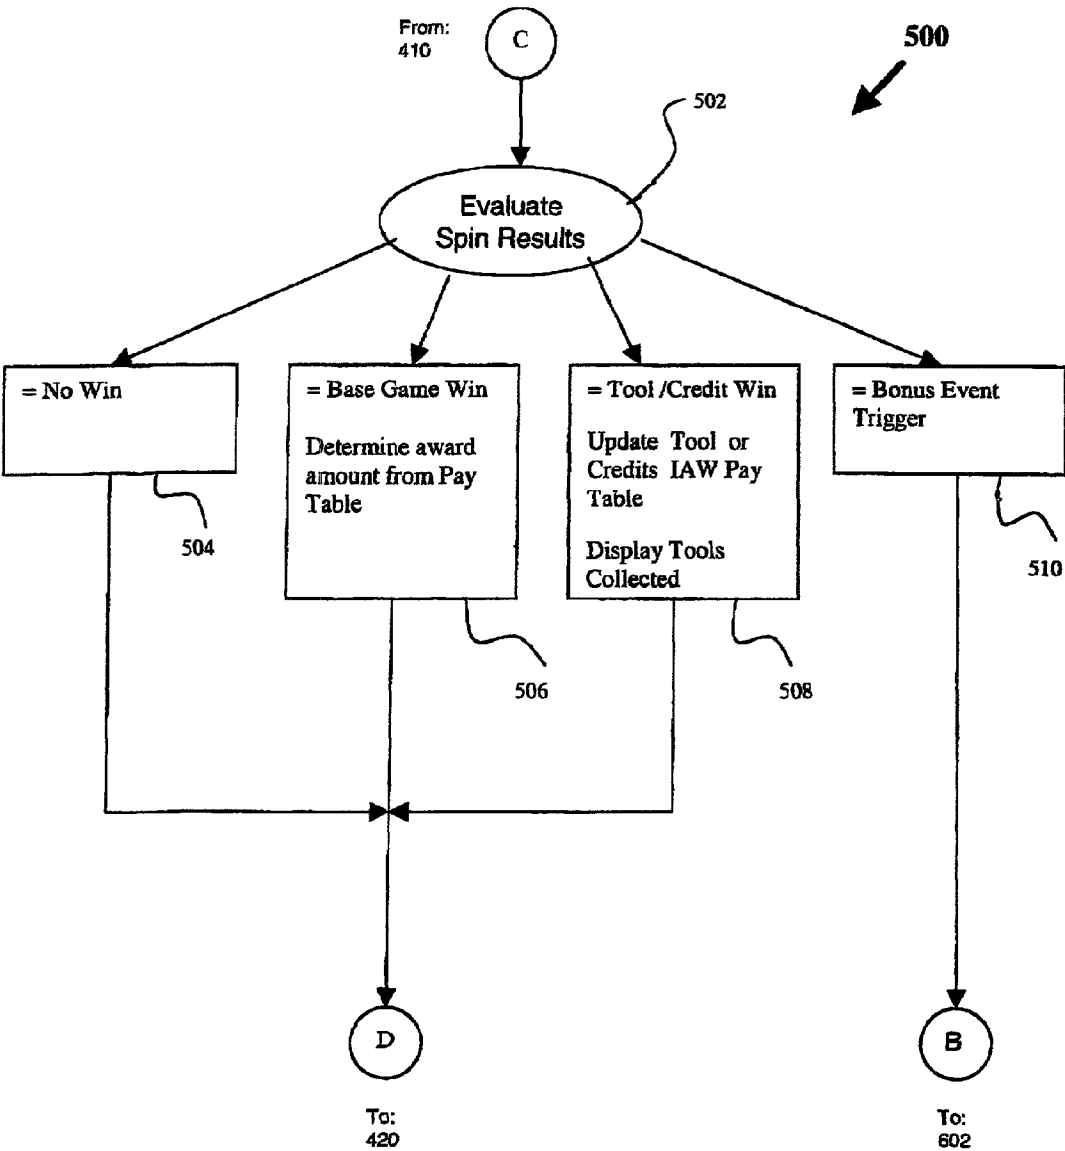 From:
410
C
500
502
Evaluate
Spin Results
= No Win
504
= Base Game Win
Determine award
amount from Pay
Table
506
= Tool /Credit Win
Update Tool or
Credits IAW Pay
Table
Display Tools
Collected
508
= Bonus Event
Trigger
510
D
To:
420
B
To:
602